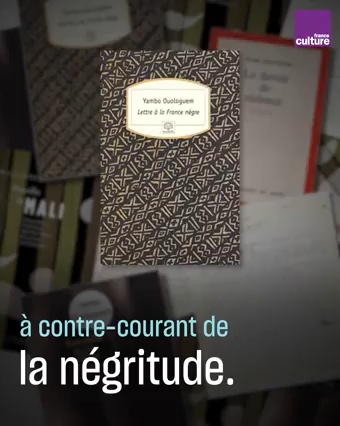 france
culture
Yambo Ouologuem
Lettre à la France nègre
MALI
à contre-courant de
la négritude.